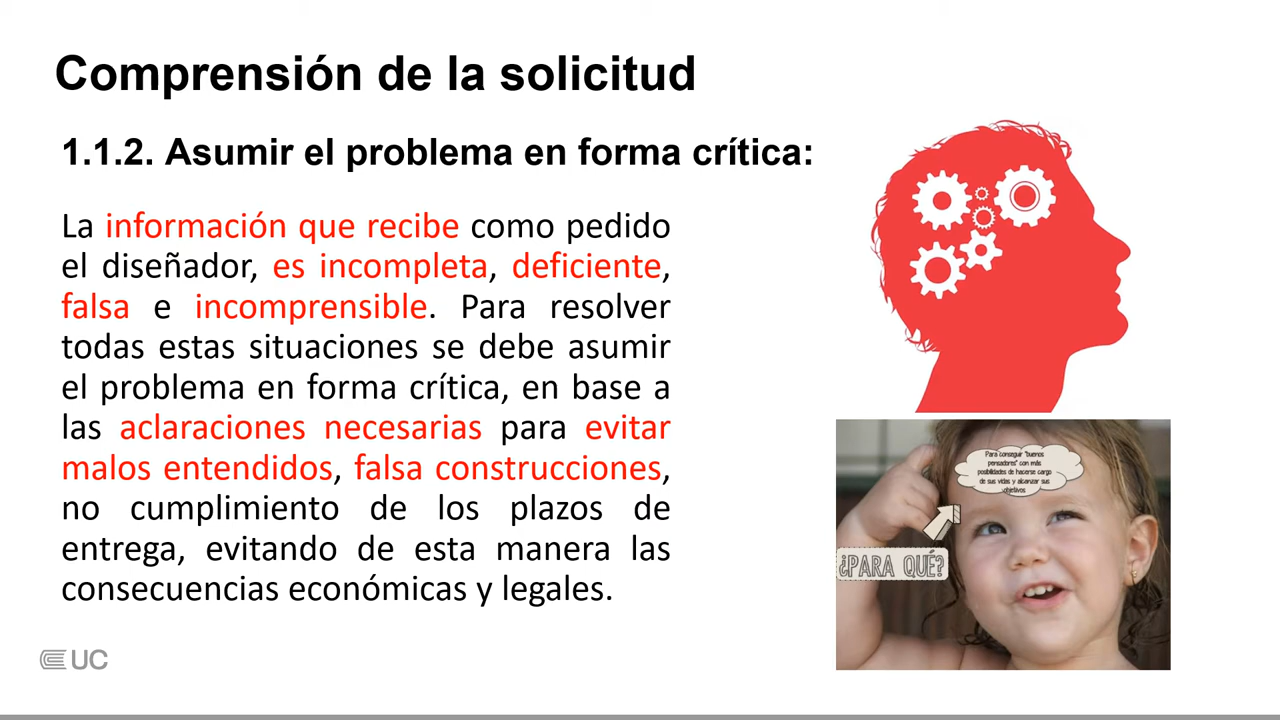 Comprensión de la solicitud
1.1.2. Asumir el problema en forma crítica:
La información que recibe como pedido
el diseñador, es incompleta, deficiente,
falsa e incomprensible. Para resolver
todas estas situaciones se debe asumir
el problema en forma crítica, en base a
las aclaraciones necesarias para evitar
malos entendidos, falsa construcciones,
no cumplimiento de los plazos de
entrega, evitando de esta manera las
consecuencias económicas y legales.
Para conseguir "buenos
pensadores" con más
posibilidades de hacerse cargo
de sus vidas y alcanzar sus
objetivos
¿PARA QUÉ?
UC